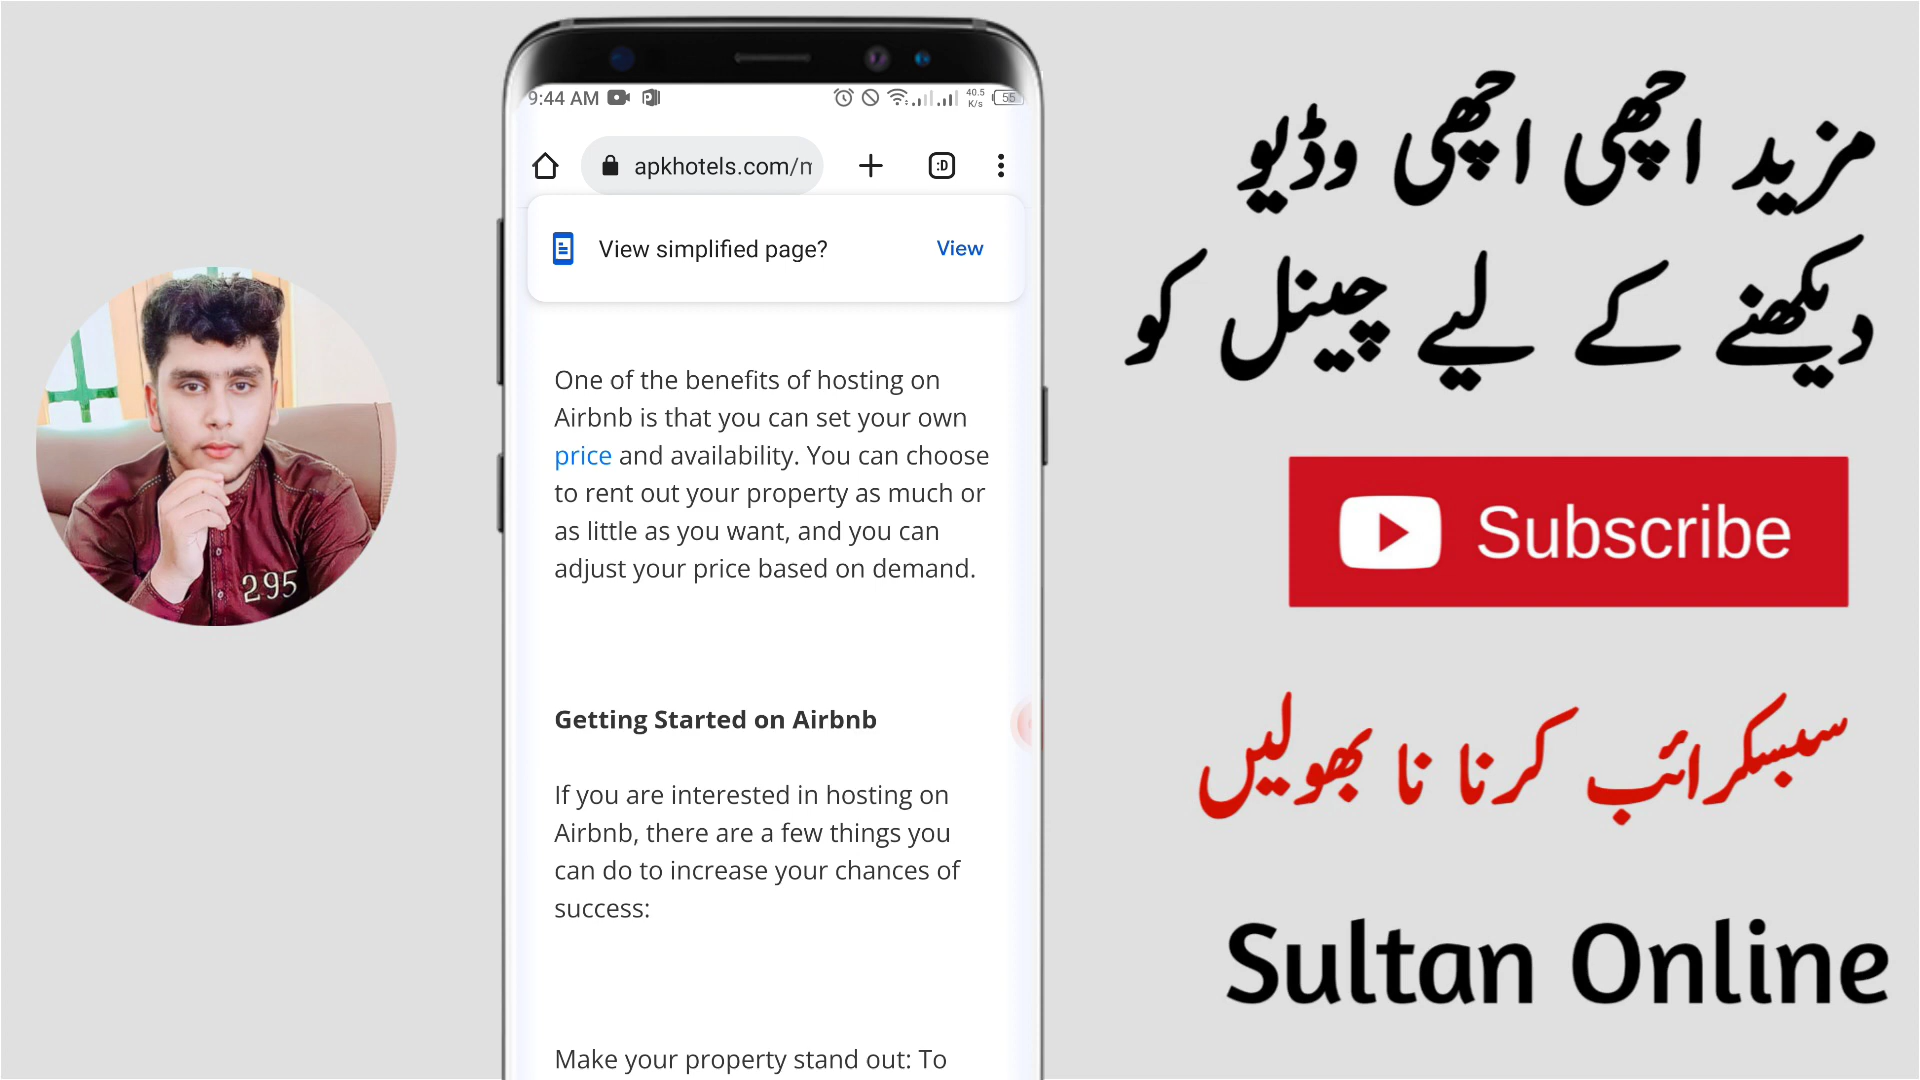 9:44 AM
40.5
K/s
55
apkhotels.com/m
:D
View simplified page?
View
One of the benefits of hosting on
Airbnb is that you can set your own
price and availability. You can choose
to rent out your property as much or
as little as you want, and you can
adjust your price based on demand.
Getting Started on Airbnb
If you are interested in hosting on
Airbnb, there are a few things you
can do to increase your chances of
success:
Make your property stand out: To
295
مزید اچھی اچھی وڈیو
دیکھنے کے لیے چینل کو
Subscribe
سبسکرائب کرنا نا بھولیں
Sultan Online